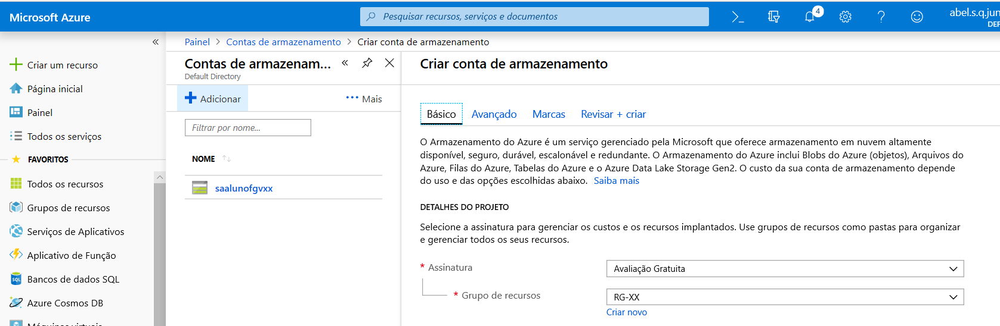 Microsoft Azure
Pesquisar recursos, serviços e documentos
4
abel.s.q.jun
DEF
Criar um recurso
Página inicial
Painel
Todos os serviços
FAVORITOS
Todos os recursos
Grupos de recursos
Serviços de Aplicativos
Aplicativo de Função
SQL
Bancos de dados SQL
Azure Cosmos DB
Máquinas virtuais
Painel > Contas de armazenamento > Criar conta de armazenamento
Contas de armazenam...
Default Directory
Adicionar
Mais
Filtrar por nome...
NOME
saalunofgvxx
Criar conta de armazenamento
Básico Avançado Marcas Revisar + criar
O Armazenamento do Azure é um serviço gerenciado pela Microsoft que oferece armazenamento em nuvem altamente
disponível, seguro, durável, escalonável e redundante. O Armazenamento do Azure inclui Blobs do Azure (objetos), Arquivos do
Azure, Filas do Azure, Tabelas do Azure e o Azure Data Lake Storage Gen2. O custo da sua conta de armazenamento depende
do uso e das opções escolhidas abaixo. Saiba mais
DETALHES DO PROJETO
Selecione a assinatura para gerenciar os custos e os recursos implantados. Use grupos de recursos como pastas para organizar
e gerenciar todos os seus recursos.
* Assinatura
Avaliação Gratuita
* Grupo de recursos
RG-XX
Criar novo